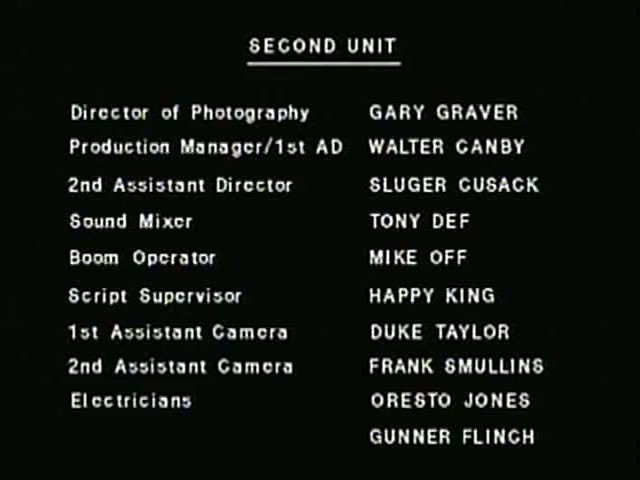 SECOND UNIT
Director of Photography GARY GRAVER
Production Manager/1st AD WALTER CANBY
2nd Assistant Director SLUGER CUSACK
Sound Mixer TONY DEF
Boom Operator MIKE OFF
Script Supervisor HAPPY KING
1st Assistant Camera DUKE TAYLOR
2nd Assistant Camera FRANK SMULLINS
Electricians ORESTO JONES
GUNNER FLINCH